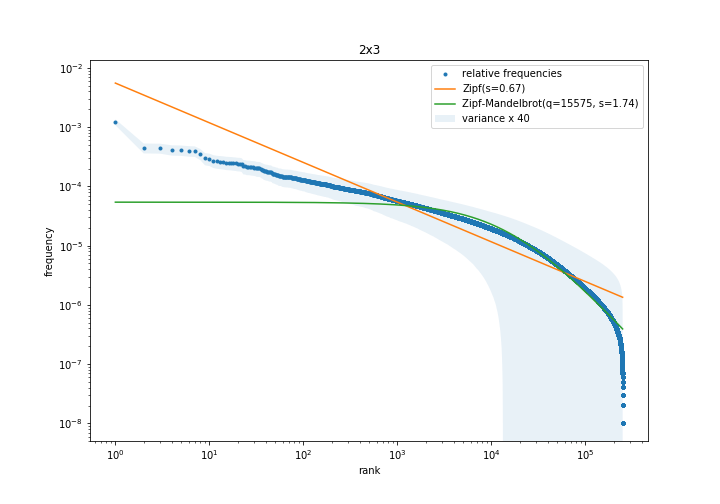 2x3
relative frequencies
Zipf(s=0.67)
Zipf-Mandelbrot(q=15575, s=1.74)
variance x 40
frequency
10⁻²
10⁻³
10⁻⁴
10⁻⁵
10⁻⁶
10⁻⁷
10⁻⁸
10⁰ 10¹ 10² 10³ 10⁴ 10⁵
rank